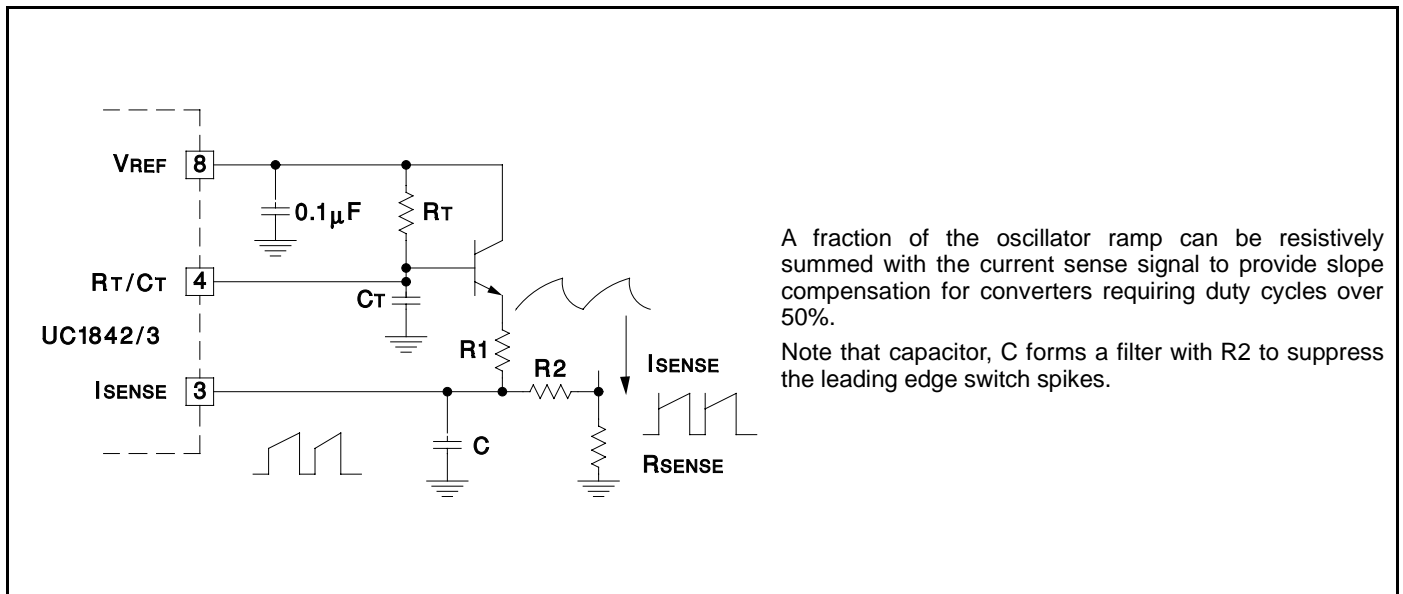 VREF 8
0.1μF
RT
RT/CT 4
CT
UC1842/3
R1
R2
ISENSE
ISENSE 3
C
RSENSE
A fraction of the oscillator ramp can be resistively
summed with the current sense signal to provide slope
compensation for converters requiring duty cycles over
50%.
Note that capacitor, C forms a filter with R2 to suppress
the leading edge switch spikes.